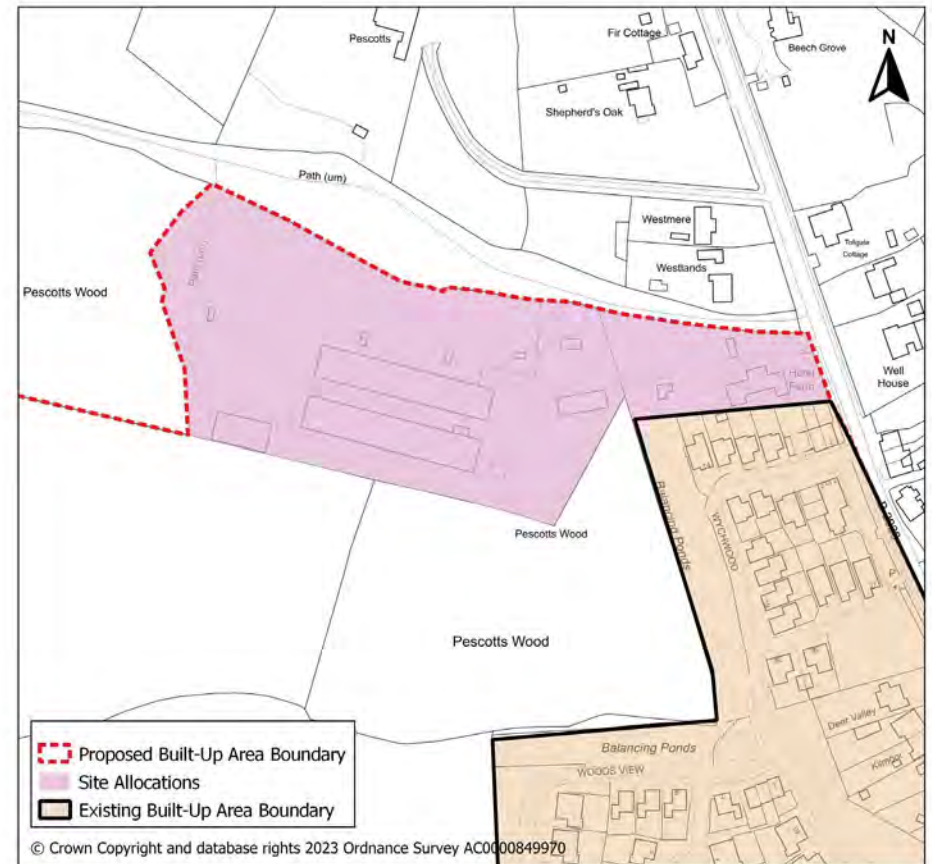 Pescotts
Fir Cottage
Beech Grove
N
Shepherd's Oak
Path (um)
Westmere
Tollgate
Cottage
Path (um)
Westlands
Pescotts Wood
Well
House
Balancing Ponds
WYCHWOOD
Pescotts Wood
Pescotts Wood
Deer Valley
Balancing Ponds
WOODS VIEW
Proposed Built-Up Area Boundary
Site Allocations
Existing Built-Up Area Boundary
© Crown Copyright and database rights 2023 Ordnance Survey AC0000849970